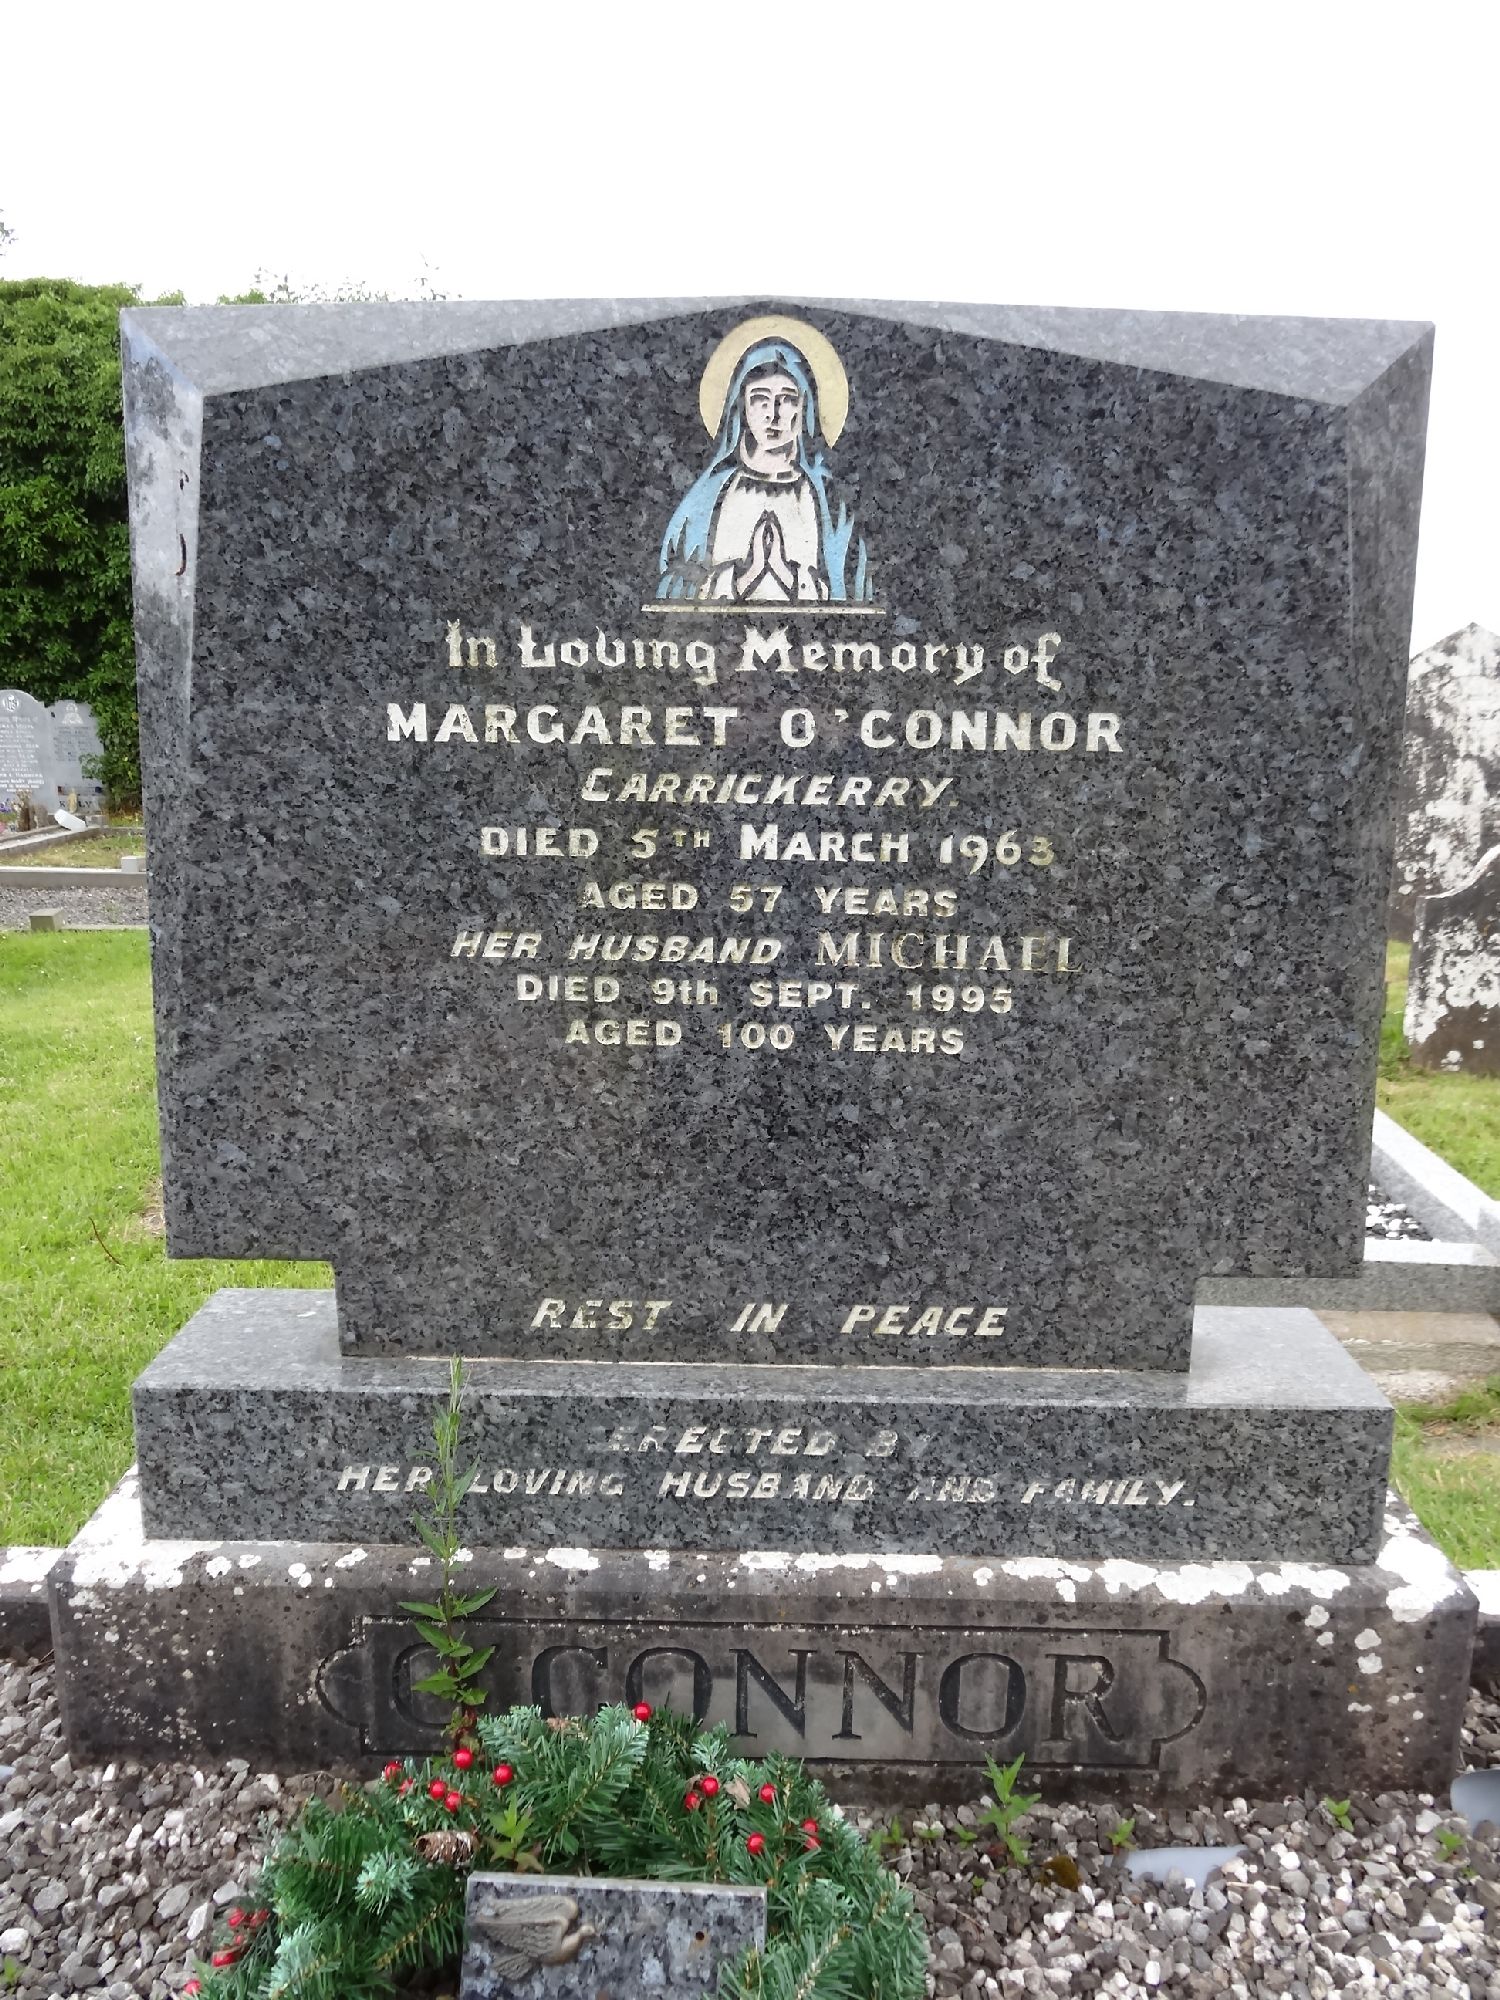 In Loving Memory of
MARGARET O'CONNOR
CARRICKERRY.
DIED 5TH MARCH 1963
AGED 57 YEARS
HER HUSBAND MICHAEL
DIED 9th SEPT. 1995
AGED 100 YEARS
REST IN PEACE
ERECTED BY
HER LOVING HUSBAND AND FAMILY.
O'CONNOR